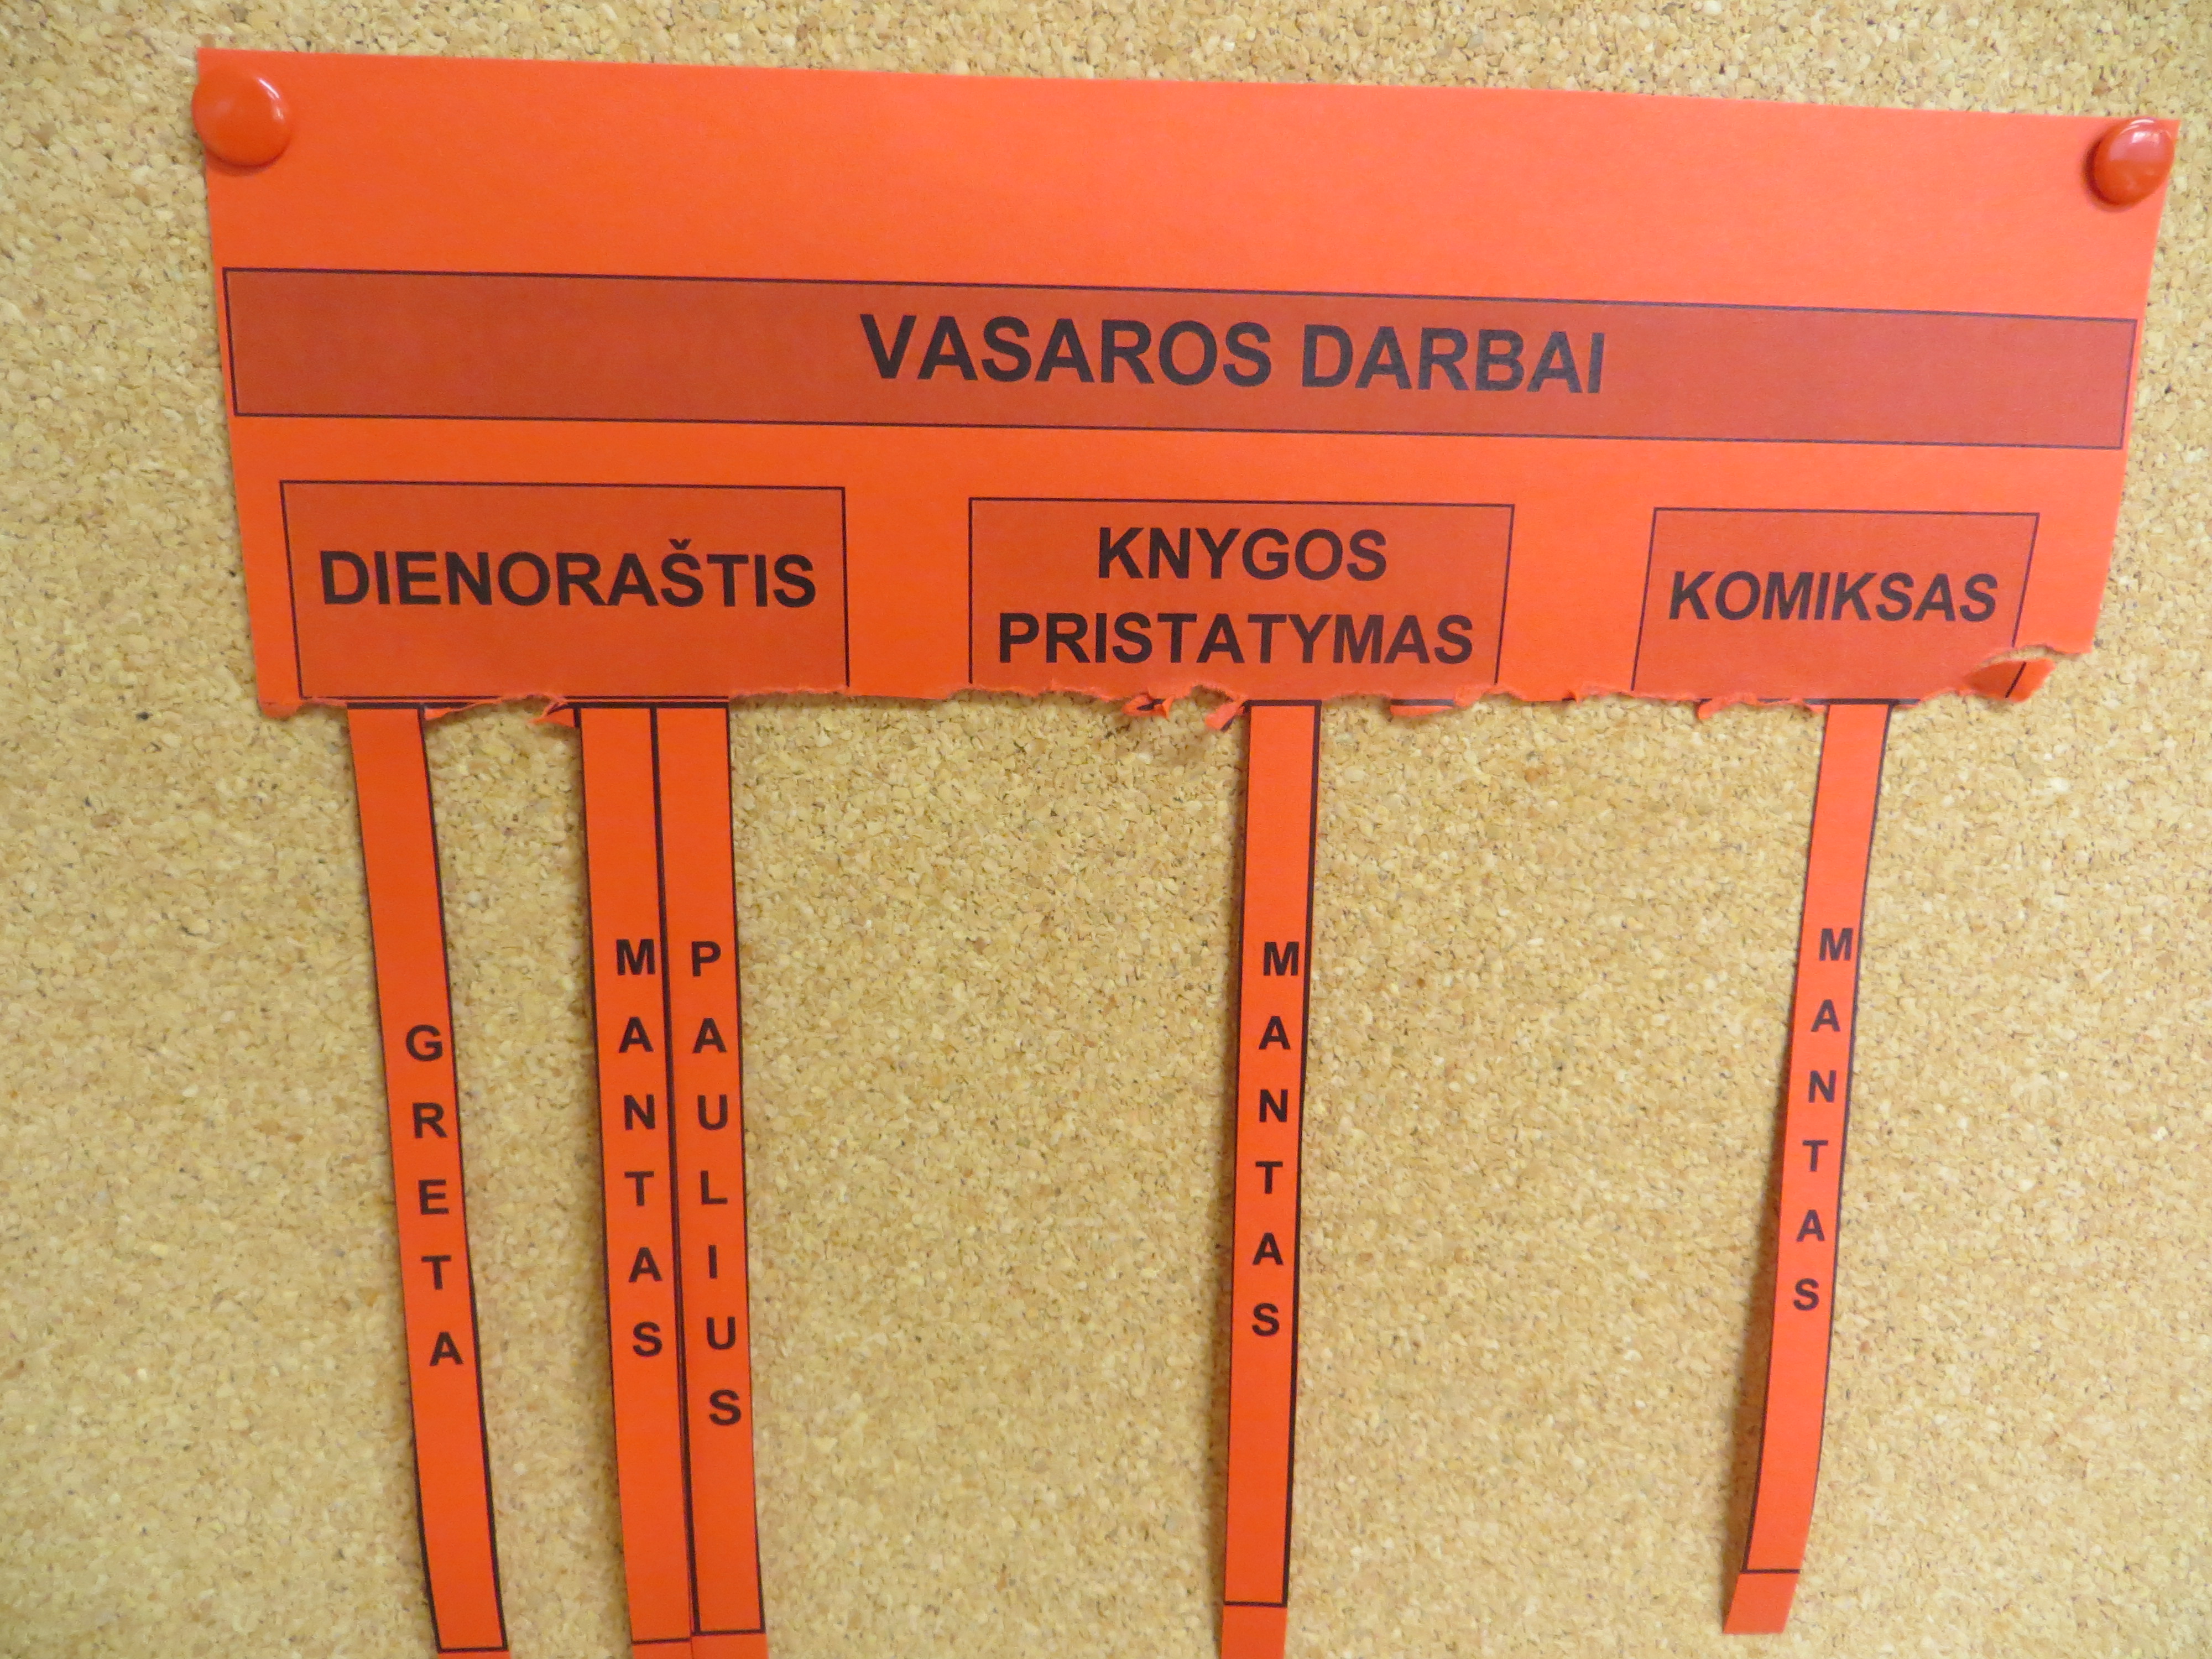 VASAROS DARBAI
DIENORAŠTIS
KNYGOS
PRISTATYMAS
KOMIKSAS
GRETA
MANTAS
PAULIUS
MANTAS
MANTAS